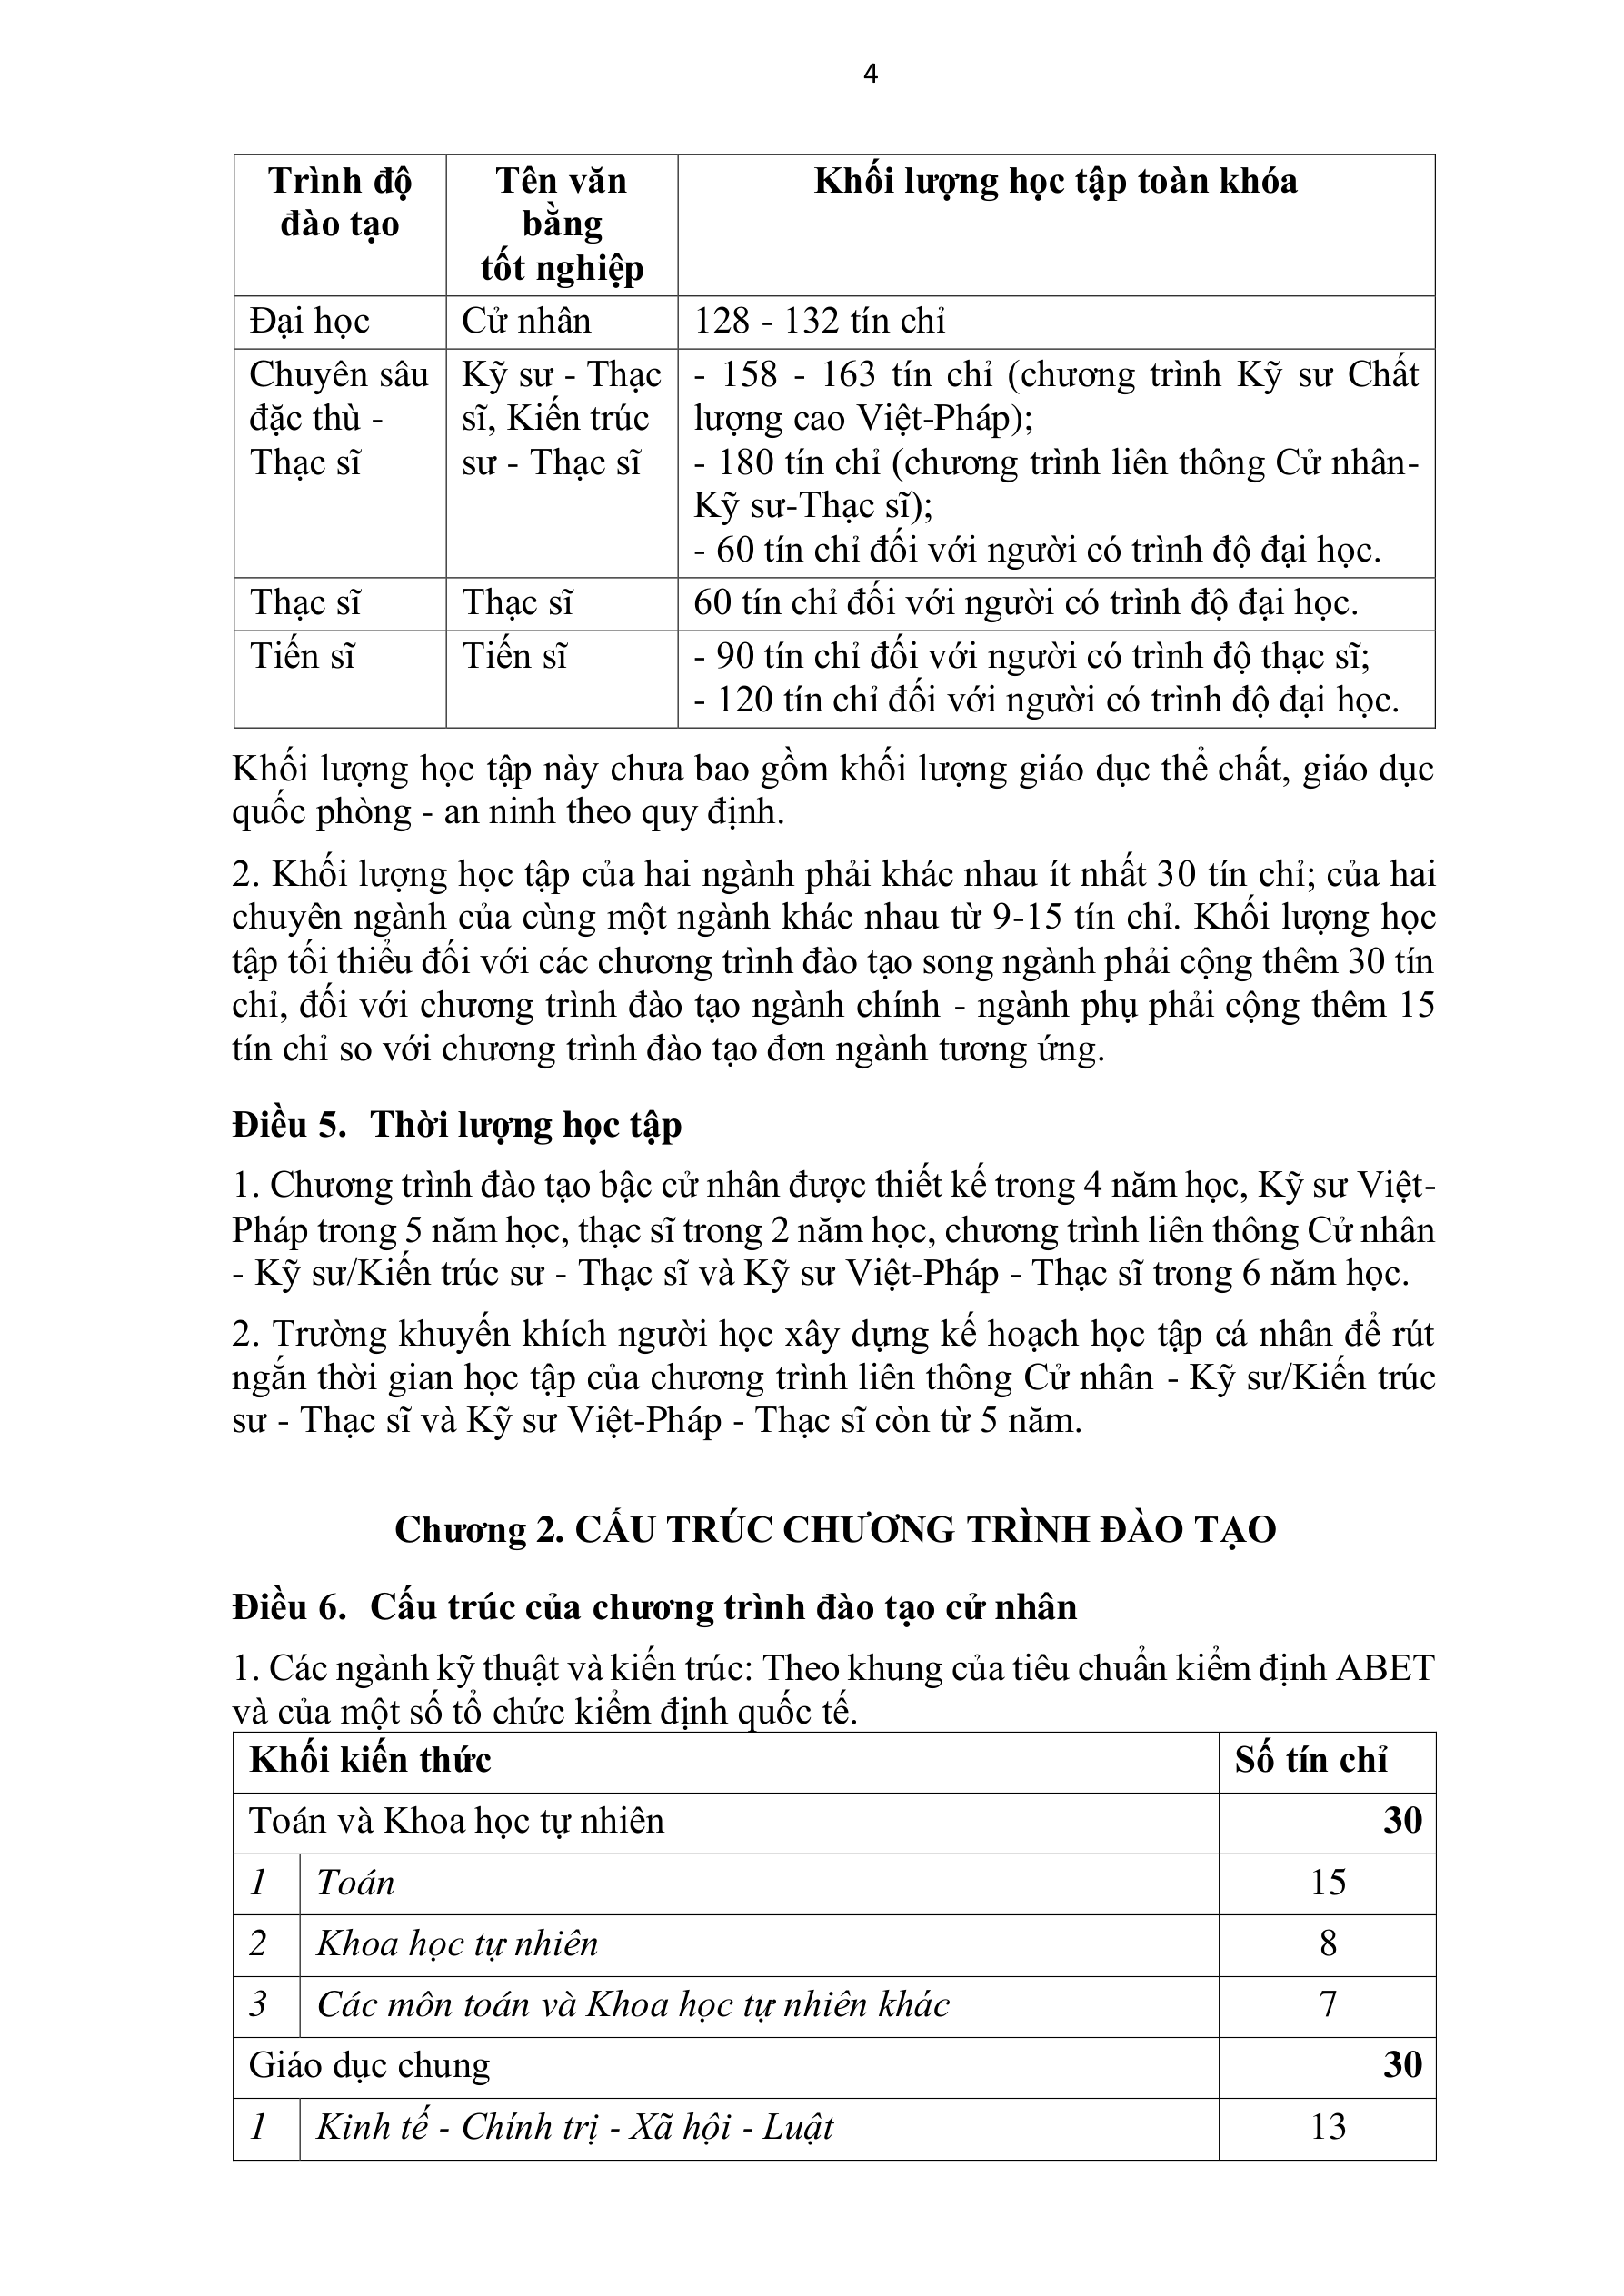 4
Trình độ
đào tạo
Tên văn
bằng
tốt nghiệp
Khối lượng học tập toàn khóa
Đại học
Cử nhân
128 - 132 tín chỉ
Chuyên sâu
đặc thù -
Thạc sĩ
Kỹ sư - Thạc
sĩ, Kiến trúc
sư - Thạc sĩ
- 158 - 163 tín chỉ (chương trình Kỹ sư Chất
lượng cao Việt-Pháp);
- 180 tín chỉ (chương trình liên thông Cử nhân-
Kỹ sư-Thạc sĩ);
- 60 tín chỉ đối với người có trình độ đại học.
Thạc sĩ
Thạc sĩ
60 tín chỉ đối với người có trình độ đại học.
Tiến sĩ
Tiến sĩ
- 90 tín chỉ đối với người có trình độ thạc sĩ;
- 120 tín chỉ đối với người có trình độ đại học.
Khối lượng học tập này chưa bao gồm khối lượng giáo dục thể chất, giáo dục
quốc phòng - an ninh theo quy định.
2. Khối lượng học tập của hai ngành phải khác nhau ít nhất 30 tín chỉ; của hai
chuyên ngành của cùng một ngành khác nhau từ 9-15 tín chỉ. Khối lượng học
tập tối thiểu đối với các chương trình đào tạo song ngành phải cộng thêm 30 tín
chỉ, đối với chương trình đào tạo ngành chính - ngành phụ phải cộng thêm 15
tín chỉ so với chương trình đào tạo đơn ngành tương ứng.
Điều 5. Thời lượng học tập
1. Chương trình đào tạo bậc cử nhân được thiết kế trong 4 năm học, Kỹ sư Việt-
Pháp trong 5 năm học, thạc sĩ trong 2 năm học, chương trình liên thông Cử nhân
- Kỹ sư/Kiến trúc sư - Thạc sĩ và Kỹ sư Việt-Pháp - Thạc sĩ trong 6 năm học.
2. Trường khuyến khích người học xây dựng kế hoạch học tập cá nhân để rút
ngắn thời gian học tập của chương trình liên thông Cử nhân - Kỹ sư/Kiến trúc
sư - Thạc sĩ và Kỹ sư Việt-Pháp - Thạc sĩ còn từ 5 năm.
Chương 2. CẤU TRÚC CHƯƠNG TRÌNH ĐÀO TẠO
Điều 6. Cấu trúc của chương trình đào tạo cử nhân
1. Các ngành kỹ thuật và kiến trúc: Theo khung của tiêu chuẩn kiểm định ABET
và của một số tổ chức kiểm định quốc tế.
Khối kiến thức
Số tín chỉ
Toán và Khoa học tự nhiên
30
1
Toán
15
2
Khoa học tự nhiên
8
3
Các môn toán và Khoa học tự nhiên khác
7
Giáo dục chung
30
1
Kinh tế - Chính trị - Xã hội - Luật
13